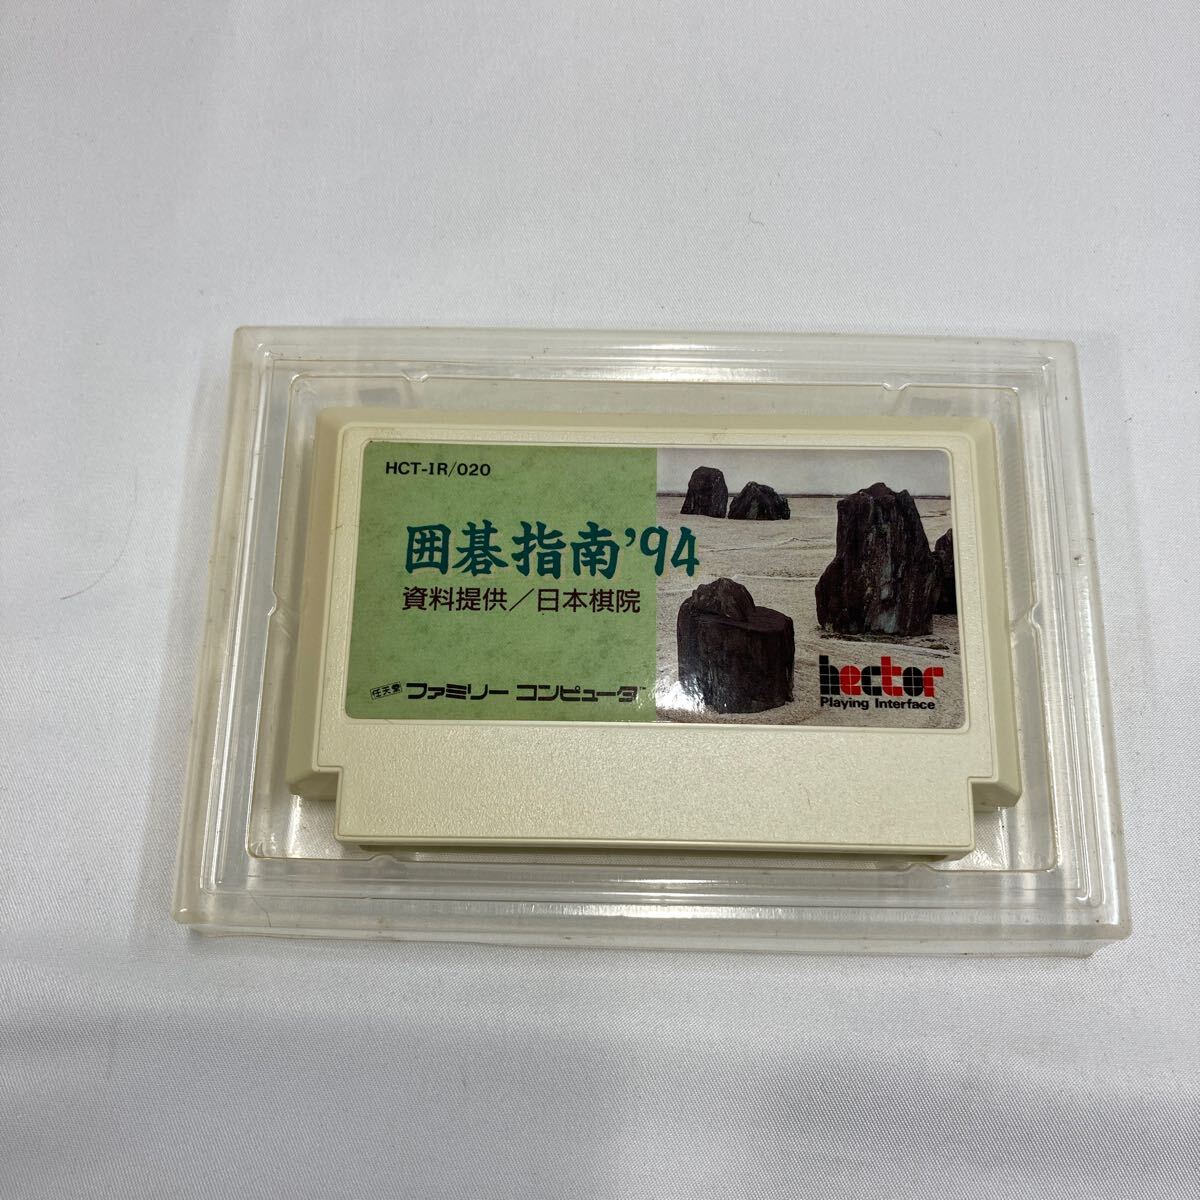 HCT-IR/020
囲碁指南'94
資料提供/日本棋院
任天堂 ファミリー コンピュータ
hector
Playing Interface